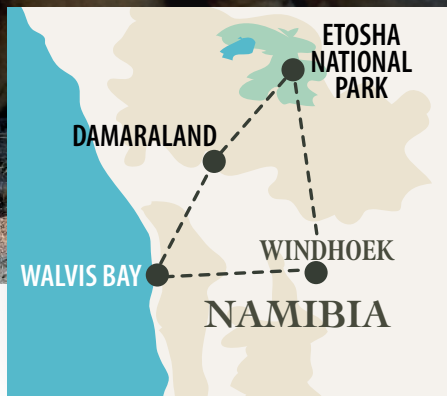 ETOSHA
NATIONAL
PARK
DAMARALAND
WINDHOEK
WALVIS BAY
NAMIBIA